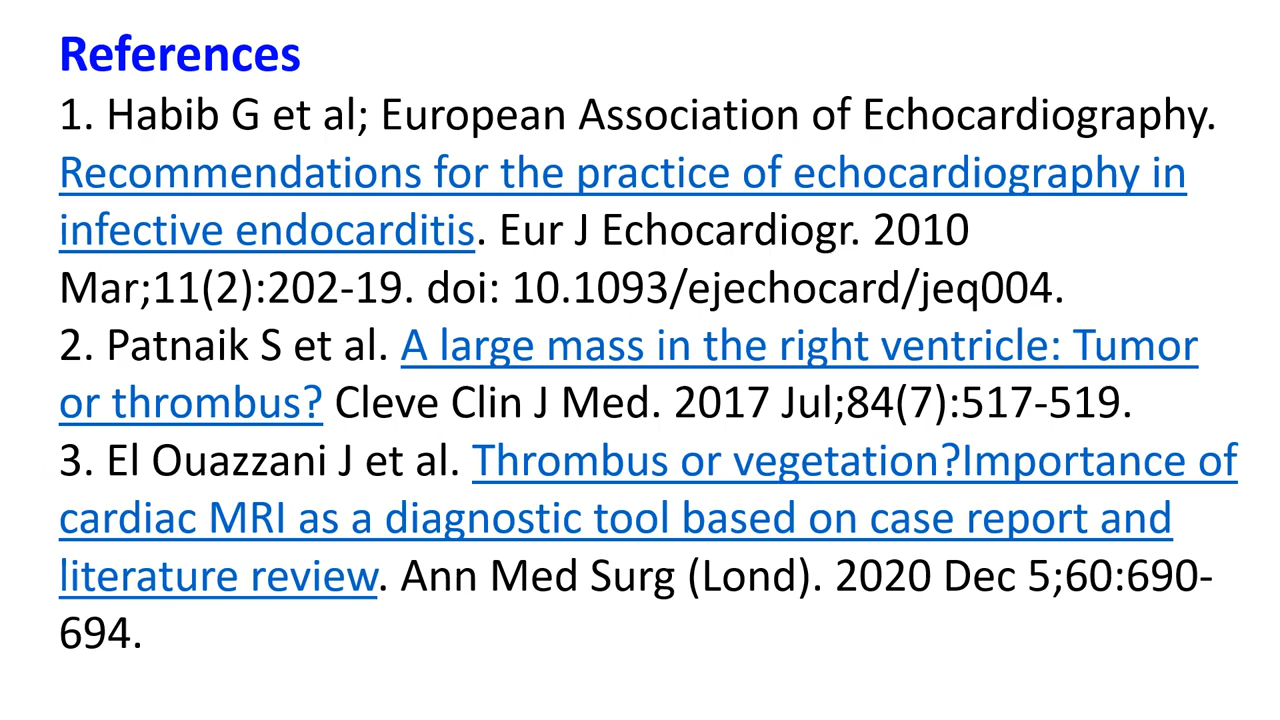 References
1. Habib G et al; European Association of Echocardiography.
Recommendations for the practice of echocardiography in
infective endocarditis. Eur J Echocardiogr. 2010
Mar;11(2):202-19. doi: 10.1093/ejechocard/jeq004.
2. Patnaik S et al. A large mass in the right ventricle: Tumor
or thrombus? Cleve Clin J Med. 2017 Jul;84(7):517-519.
3. El Ouazzani J et al. Thrombus or vegetation?Importance of
cardiac MRI as a diagnostic tool based on case report and
literature review. Ann Med Surg (Lond). 2020 Dec 5;60:690-
694.